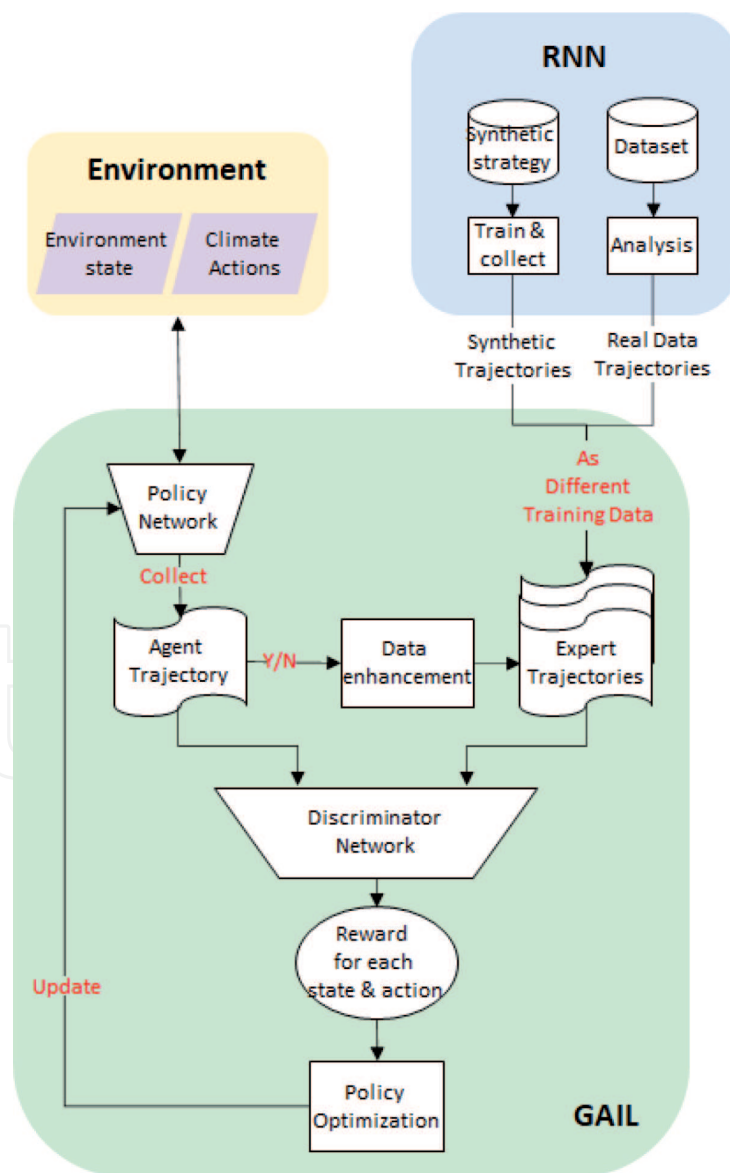 RNN
Synthetic
strategy
Dataset
Train &
collect
Analysis
Environment
Environment
state
Climate
Actions
Synthetic
Trajectories
Real Data
Trajectories
As
Different
Training Data
Policy
Network
Collect
Agent
Trajectory
Y/N
Data
enhancement
Expert
Trajectories
Discriminator
Network
Reward
for each
state & action
Update
Policy
Optimization
GAIL